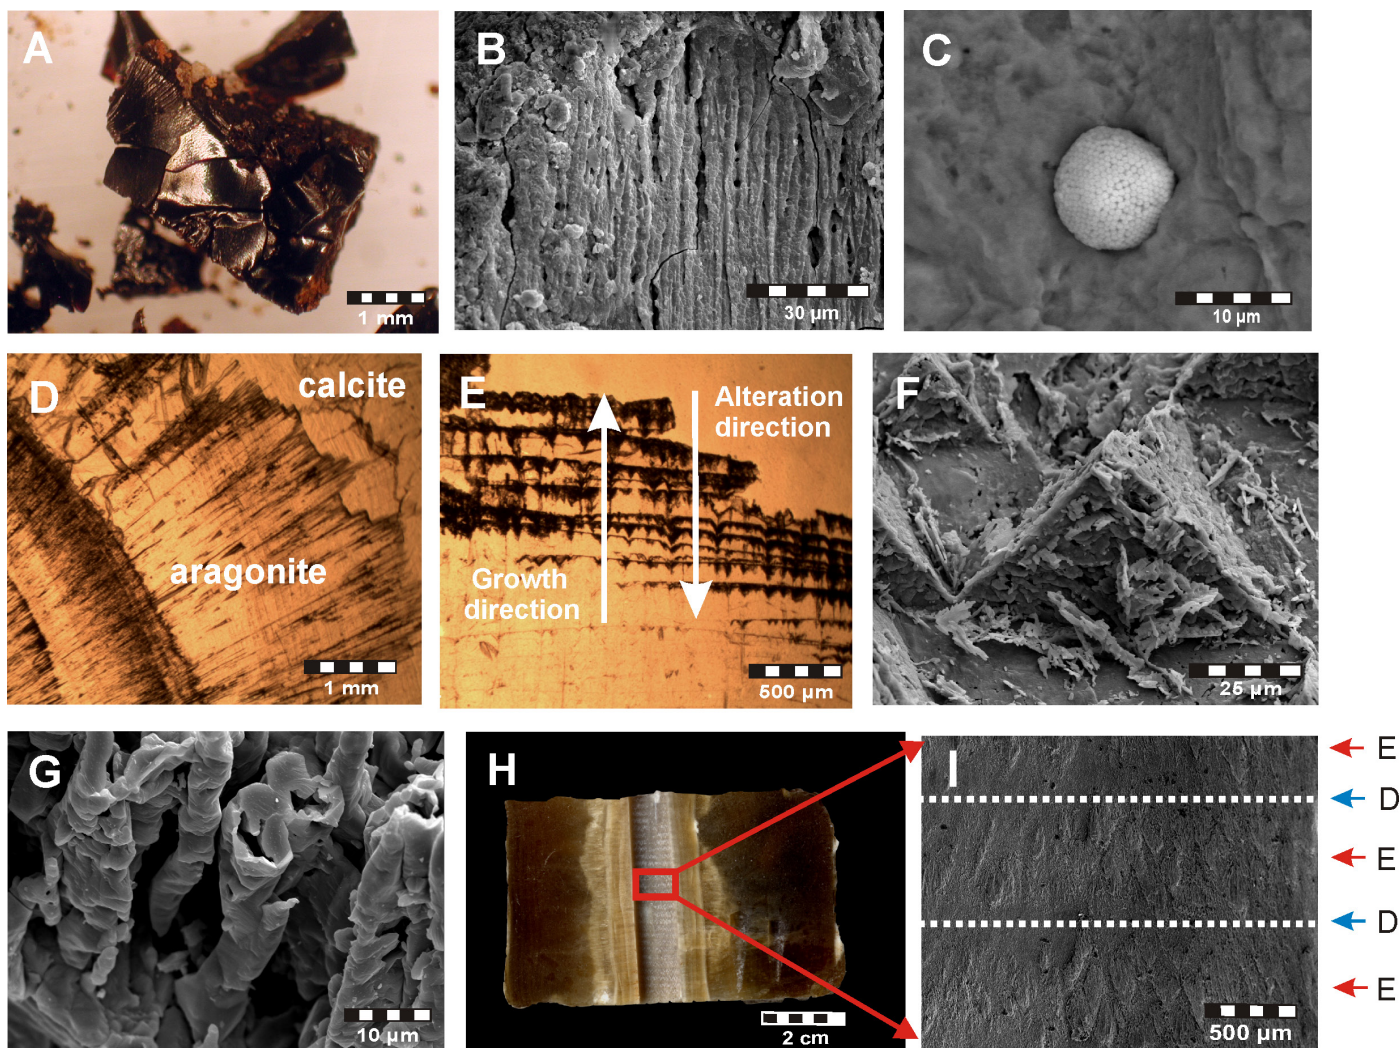 A
1 mm
B
30 µm
C
10 µm
D
calcite
aragonite
1 mm
E
Alteration
direction
Growth
direction
500 µm
F
25 µm
G
10 µm
H
2 cm
I
500 µm
E
D
E
D
E